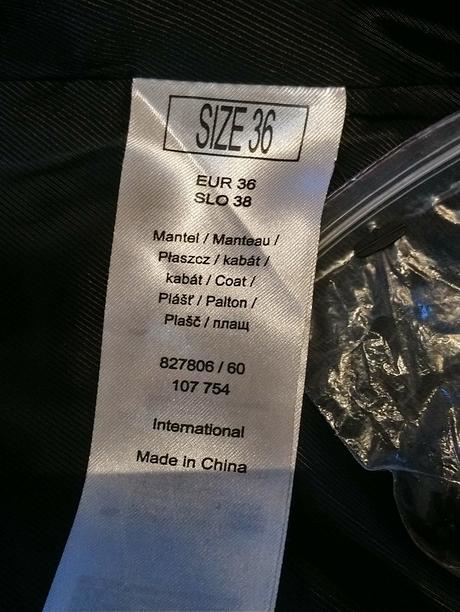 SIZE 36
EUR 36
SLO 38
Mantel / Manteau /
Płaszcz / kabát /
kabát / Coat /
Plášť / Palton /
Plašč / плащ
827806 / 60
107 754
International
Made in China